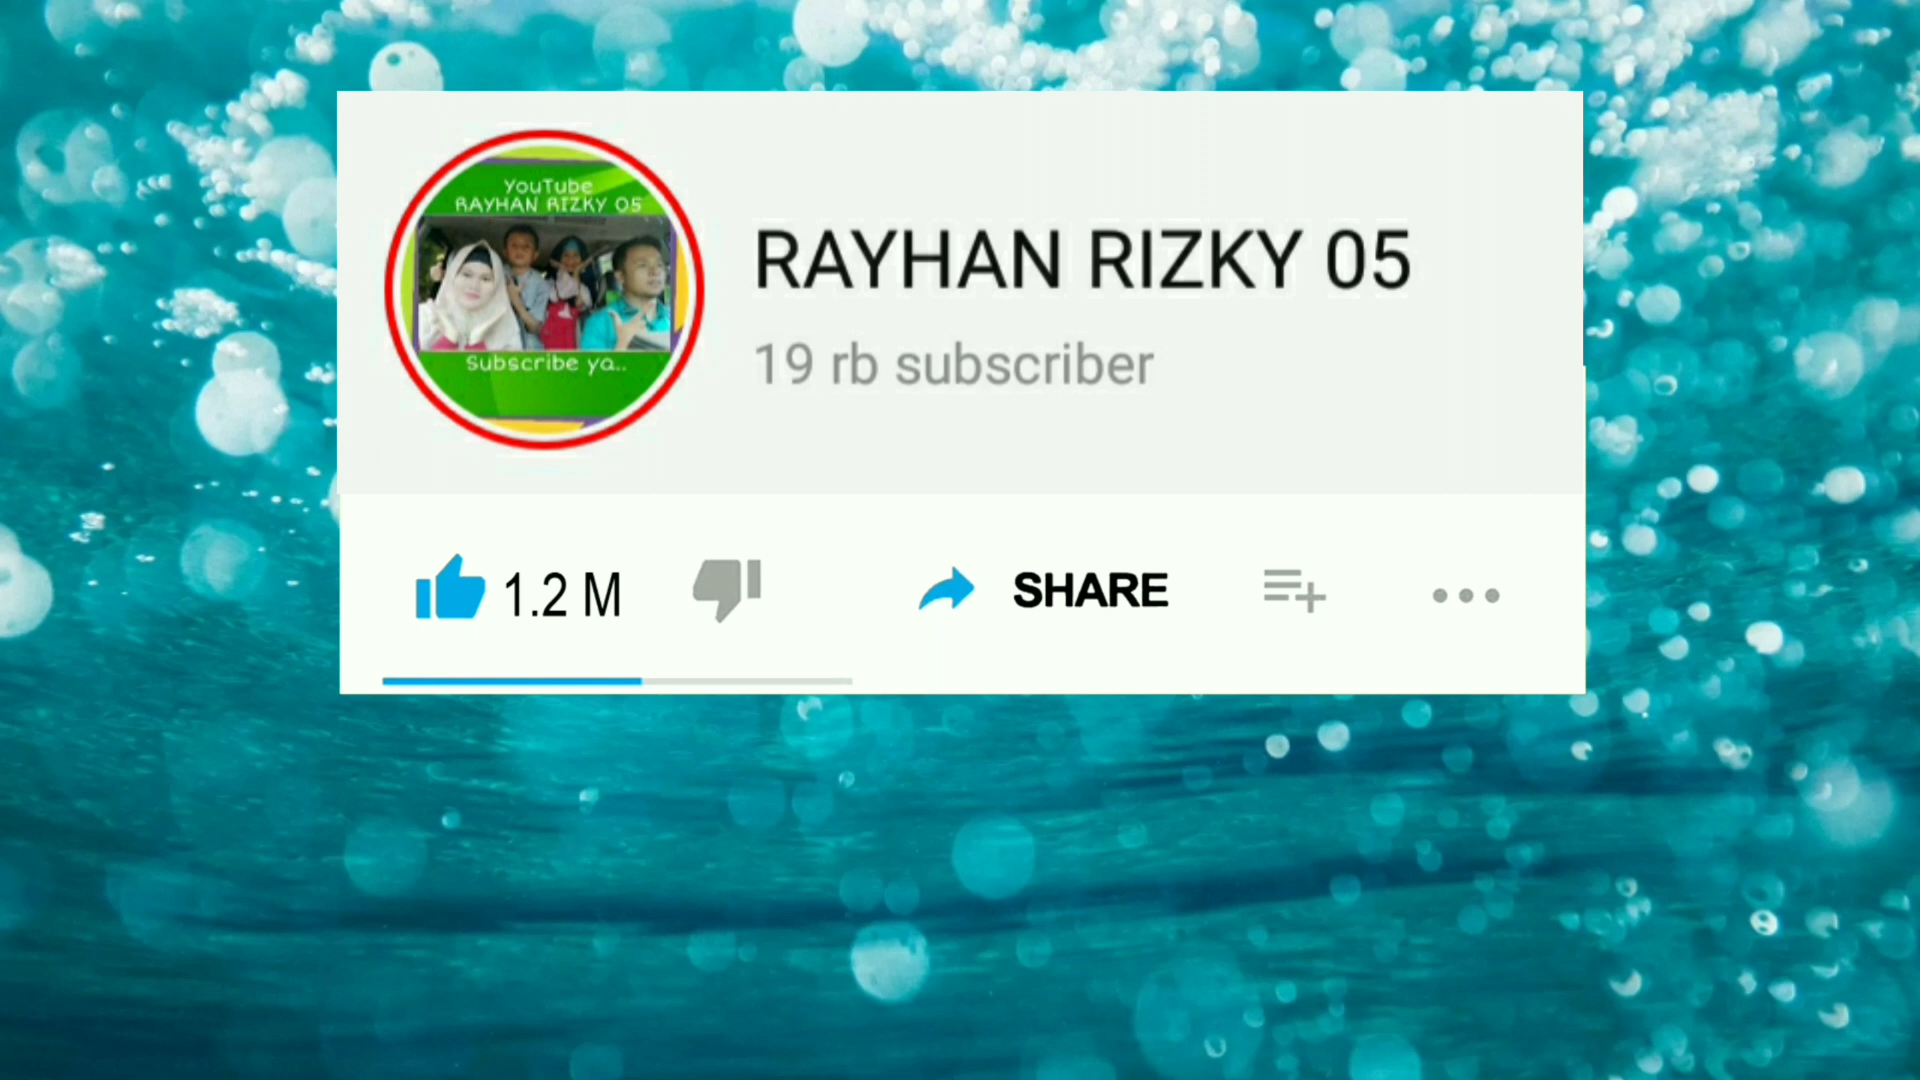 YouTube
RAYHAN RIZKY 05
Subscribe ya..
RAYHAN RIZKY 05
19 rb subscriber
1.2 M
SHARE